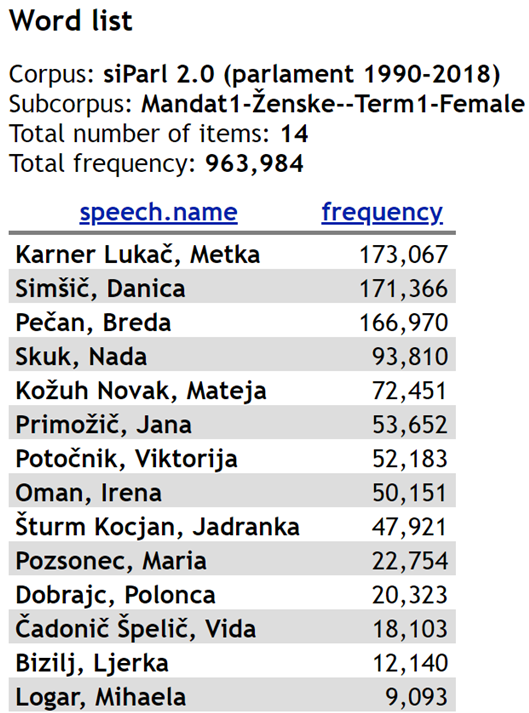 Word list
Corpus: siParl 2.0 (parlament 1990-2018)
Subcorpus: Mandat1-Ženske--Term1-Female
Total number of items: 14
Total frequency: 963,984
speech.name frequency
Karner Lukač, Metka 173,067
Simšič, Danica 171,366
Pečan, Breda 166,970
Skuk, Nada 93,810
Kožuh Novak, Mateja 72,451
Primožič, Jana 53,652
Potočnik, Viktorija 52,183
Oman, Irena 50,151
Šturm Kocjan, Jadranka 47,921
Pozsonec, Maria 22,754
Dobrajc, Polonca 20,323
Čadonič Špelič, Vida 18,103
Bizilj, Ljerka 12,140
Logar, Mihaela 9,093